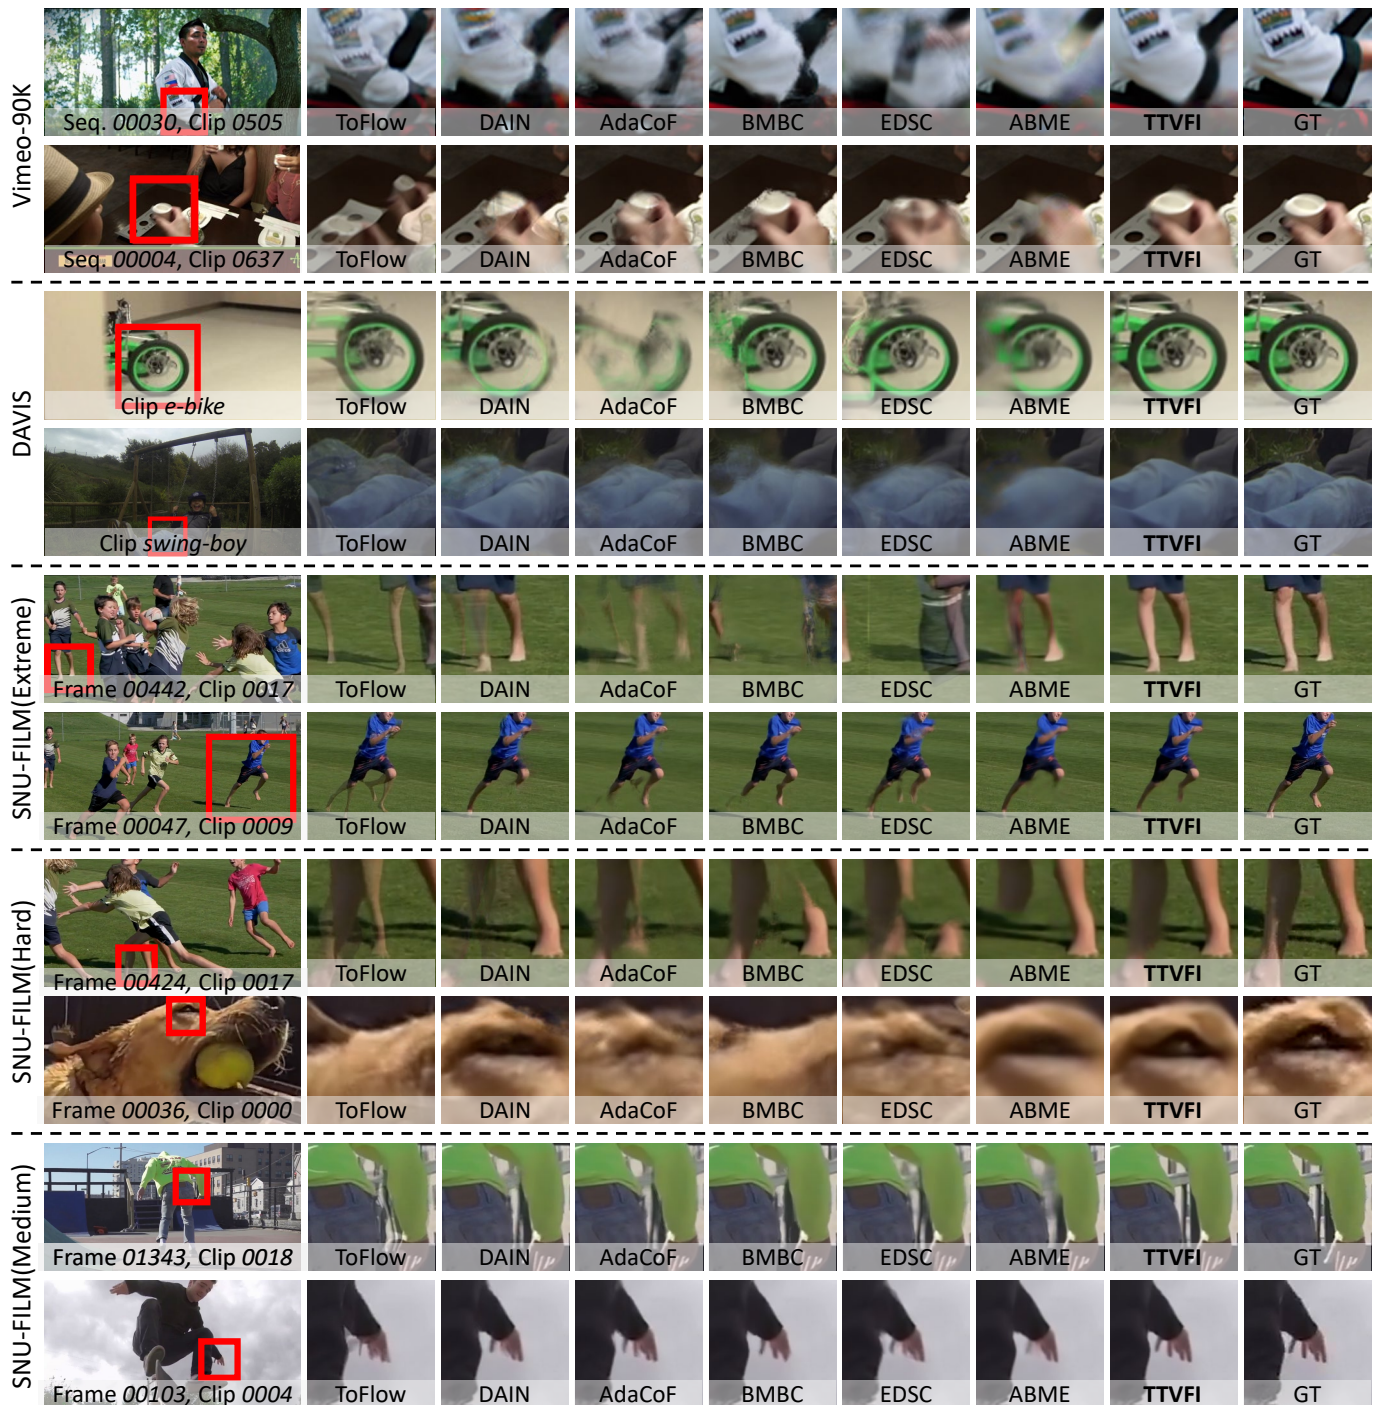 Vimeo-90K
Seq. 00030, Clip 0505
ToFlow
DAIN
AdaCoF
BMBC
EDSC
ABME
TTVFI
GT
Seq. 00004, Clip 0637
ToFlow
DAIN
AdaCoF
BMBC
EDSC
ABME
TTVFI
GT
DAVIS
Clip e-bike
ToFlow
DAIN
AdaCoF
BMBC
EDSC
ABME
TTVFI
GT
Clip swing-boy
ToFlow
DAIN
AdaCoF
BMBC
EDSC
ABME
TTVFI
GT
SNU-FILM(Extreme)
Frame 00442, Clip 0017
ToFlow
DAIN
AdaCoF
BMBC
EDSC
ABME
TTVFI
GT
Frame 00047, Clip 0009
ToFlow
DAIN
AdaCoF
BMBC
EDSC
ABME
TTVFI
GT
SNU-FILM(Hard)
Frame 00424, Clip 0017
ToFlow
DAIN
AdaCoF
BMBC
EDSC
ABME
TTVFI
GT
Frame 00036, Clip 0000
ToFlow
DAIN
AdaCoF
BMBC
EDSC
ABME
TTVFI
GT
SNU-FILM(Medium)
Frame 01343, Clip 0018
ToFlow
DAIN
AdaCoF
BMBC
EDSC
ABME
TTVFI
GT
Frame 00103, Clip 0004
ToFlow
DAIN
AdaCoF
BMBC
EDSC
ABME
TTVFI
GT